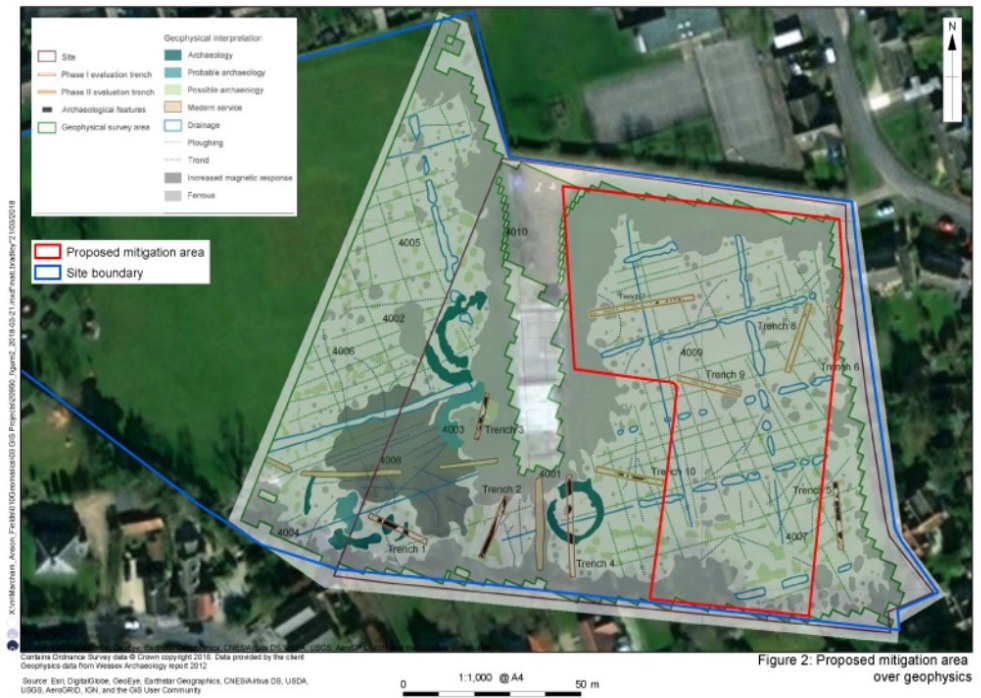 Geophysical interpretation
Site
Phase I evaluation trench
Phase II evaluation trench
Archaeological features
Geophysical survey area
Archaeology
Probable archaeology
Possible archaeology
Modern service
Drainage
Ploughing
Trend
Increased magnetic response
Ferrous
Proposed mitigation area
Site boundary
N
4010
4005
4002
4006
4009
Trench 8
Trench 6
Trench 9
4003
Trench 3
4008
4001
Trench 10
Trench 2
Trench 5
4004
Trench 1
Trench 4
4007
Contains Ordnance Survey data © Crown copyright 2018. Data provided by the client
Geophysics data from Wessex Archaeology report 2012
Source: Esri, DigitalGlobe, GeoEye, Earthstar Geographics, CNES/Airbus DS, USDA,
USGS, AeroGRID, IGN, and the GIS User Community
0
1:1,000 @ A4
50 m
Figure 2: Proposed mitigation area
over geophysics